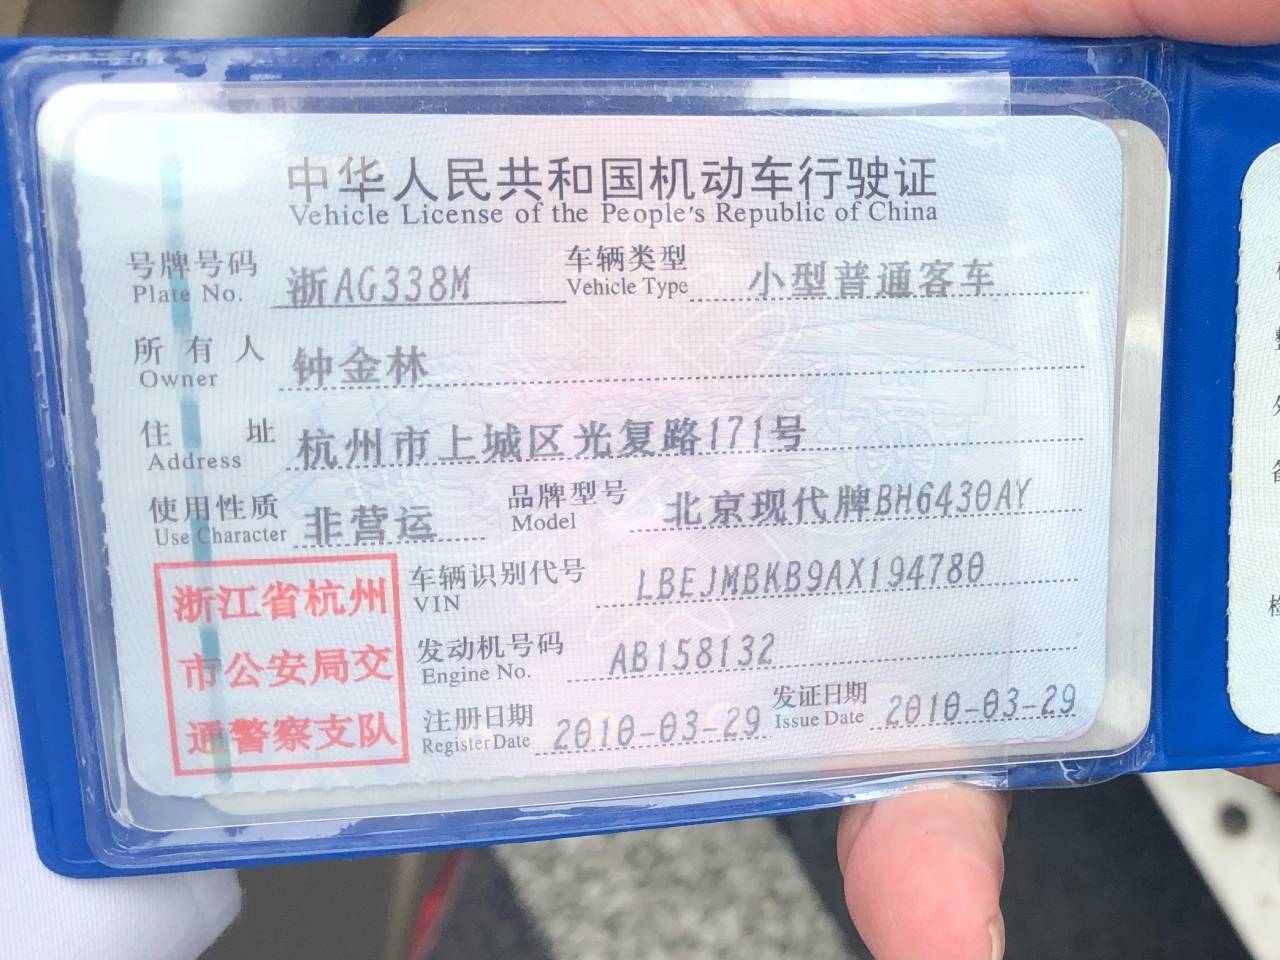 中华人民共和国机动车行驶证
Vehicle License of the People's Republic of China
号牌号码 浙AG338M 车辆类型 小型普通客车
Plate No. Vehicle Type
所有人 钟金林
Owner
住址 杭州市上城区光复路171号
Address
使用性质 非营运 品牌型号 北京现代牌BH6430AY
Use Character Model
浙江省杭州
市公安局交
通警察支队
车辆识别代号 LBEJMBKB9AX194780
VIN
发动机号码 AB158132
Engine No.
注册日期 2010-03-29 发证日期 2010-03-29
Register Date Issue Date